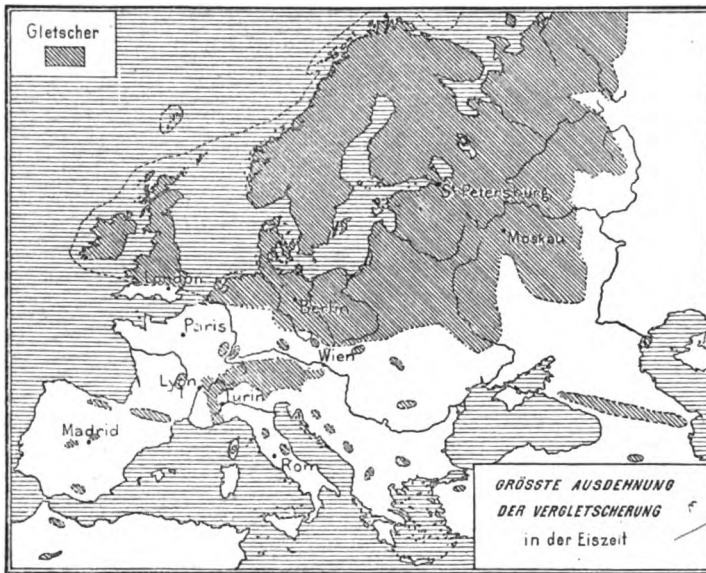 Gletscher
St Petersburg
Moskau
London
Berlin
Paris
Wien
Lyon
Turin
Madrid
Rom
GRÖSSTE AUSDEHNUNG
DER VERGLETSCHERUNG
in der Eiszeit